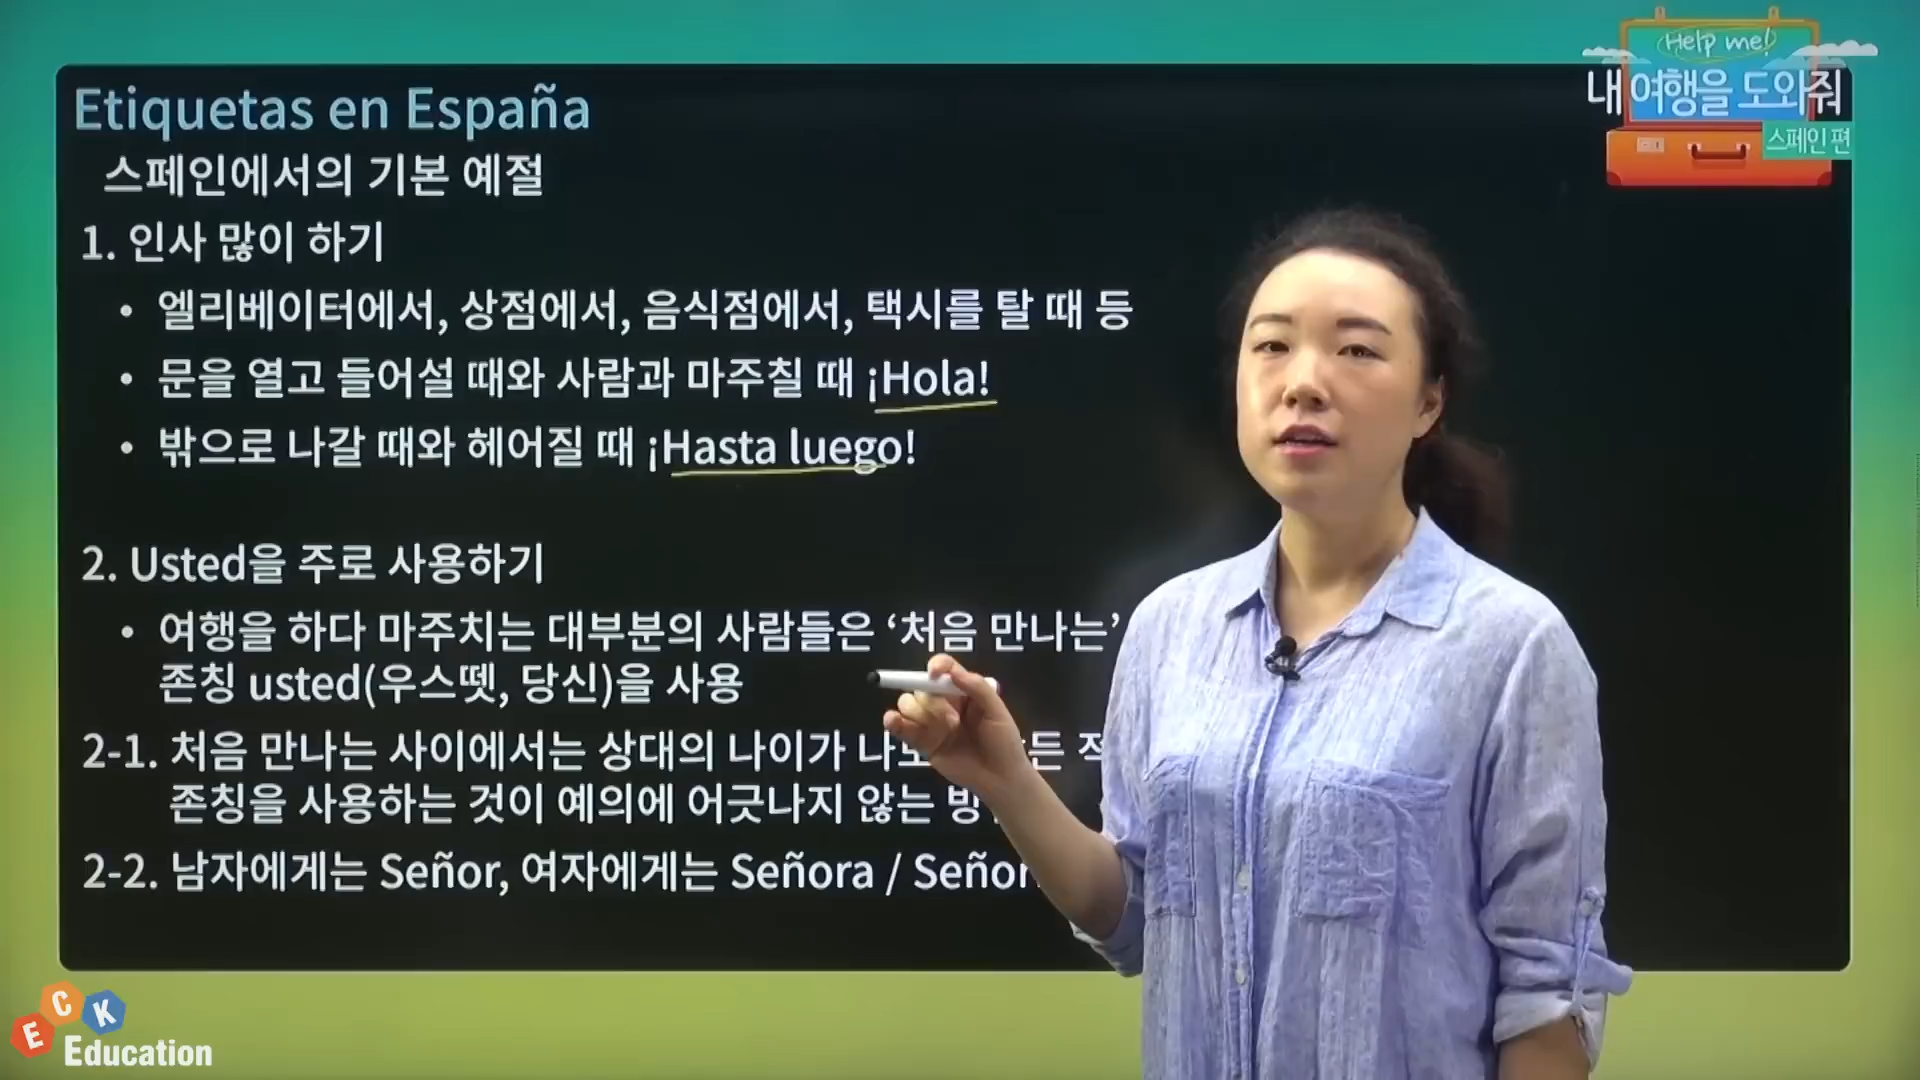 Help me!
내 여행을 도와줘
스페인 편
Etiquetas en España
스페인에서의 기본 예절
1. 인사 많이 하기
• 엘리베이터에서, 상점에서, 음식점에서, 택시를 탈 때 등
• 문을 열고 들어설 때와 사람과 마주칠 때 ¡Hola!
• 밖으로 나갈 때와 헤어질 때 ¡Hasta luego!
2. Usted을 주로 사용하기
• 여행을 하다 마주치는 대부분의 사람들은 ‘처음 만나는’
존칭 usted(우스뗏, 당신)을 사용
2-1. 처음 만나는 사이에서는 상대의 나이가
존칭을 사용하는 것이 예의에 어긋나지 않는
2-2. 남자에게는 Señor, 여자에게는 Señora /
ECK
Education